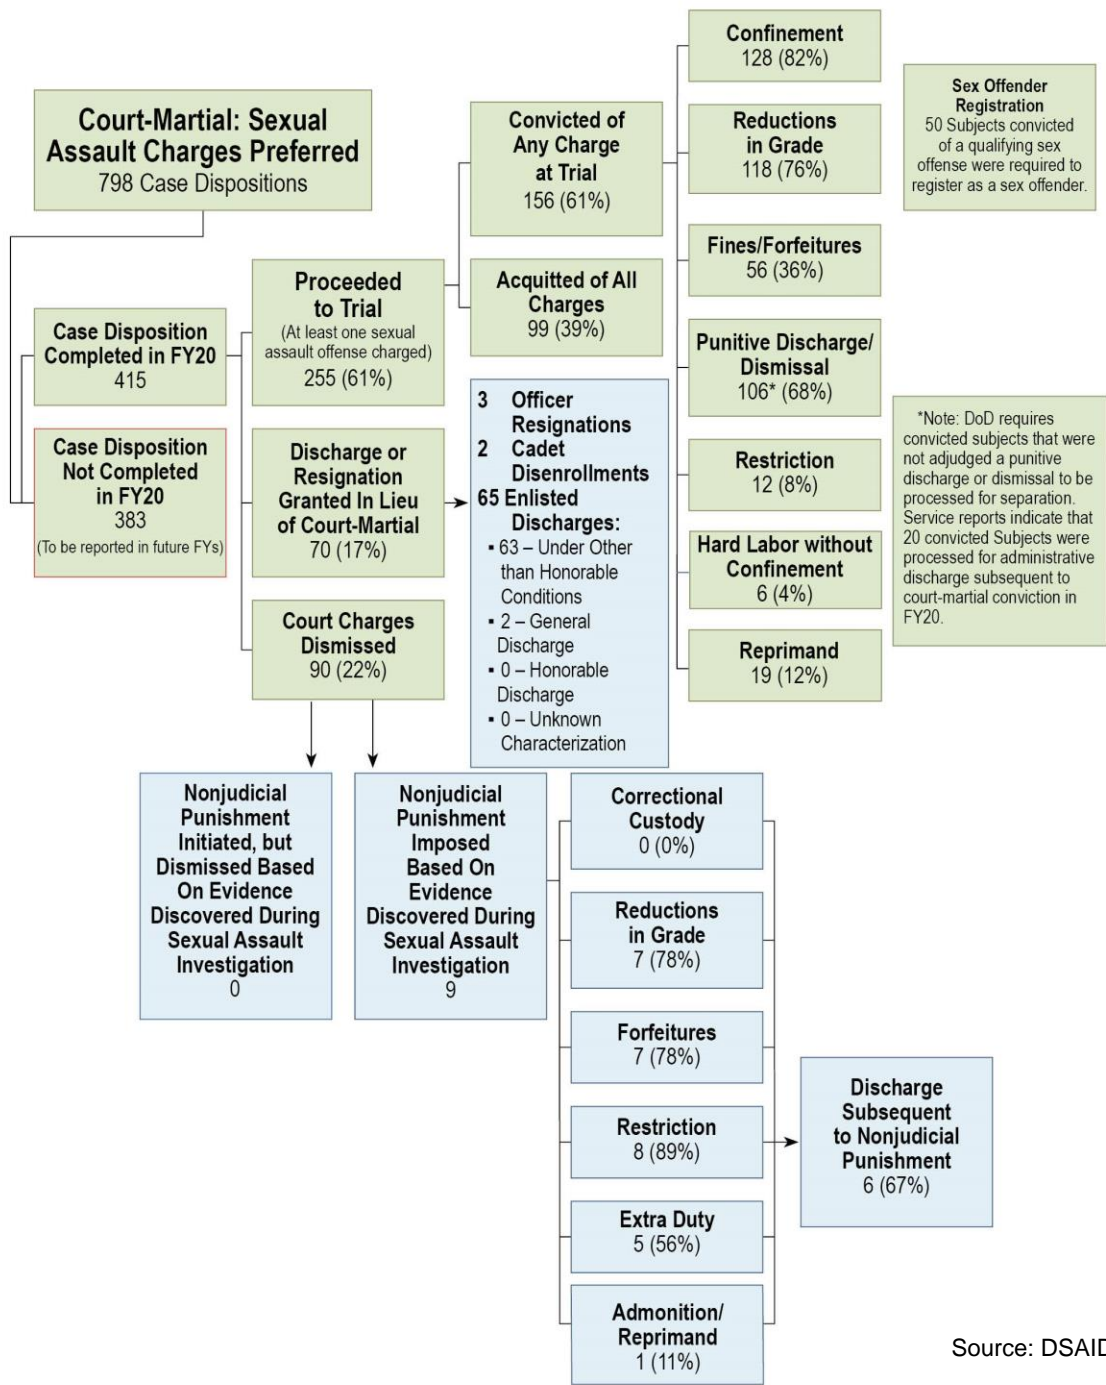 Court-Martial: Sexual
Assault Charges Preferred
798 Case Dispositions
Case Disposition
Completed in FY20
415
Case Disposition
Not Completed
in FY20
383
(To be reported in future FYs)
Proceeded
to Trial
(At least one sexual
assault offense charged)
255 (61%)
Discharge or
Resignation
Granted In Lieu
of Court-Martial
70 (17%)
Court Charges
Dismissed
90 (22%)
Convicted of
Any Charge
at Trial
156 (61%)
Acquitted of All
Charges
99 (39%)
3 Officer
Resignations
2 Cadet
Disenrollments
65 Enlisted
Discharges:
▪ 63 – Under Other
than Honorable
Conditions
▪ 2 – General
Discharge
▪ 0 – Honorable
Discharge
▪ 0 – Unknown
Characterization
Confinement
128 (82%)
Reductions
in Grade
118 (76%)
Fines/Forfeitures
56 (36%)
Punitive Discharge/
Dismissal
106* (68%)
Restriction
12 (8%)
Hard Labor without
Confinement
6 (4%)
Reprimand
19 (12%)
Sex Offender
Registration
50 Subjects convicted
of a qualifying sex
offense were required to
register as a sex offender.
*Note: DoD requires
convicted subjects that were
not adjudged a punitive
discharge or dismissal to be
processed for separation.
Service reports indicate that
20 convicted Subjects were
processed for administrative
discharge subsequent to
court-martial conviction in
FY20.
Nonjudicial
Punishment
Initiated, but
Dismissed Based
On Evidence
Discovered During
Sexual Assault
Investigation
0
Nonjudicial
Punishment
Imposed
Based On
Evidence
Discovered During
Sexual Assault
Investigation
9
Correctional
Custody
0 (0%)
Reductions
in Grade
7 (78%)
Forfeitures
7 (78%)
Restriction
8 (89%)
Extra Duty
5 (56%)
Admonition/
Reprimand
1 (11%)
Discharge
Subsequent
to Nonjudicial
Punishment
6 (67%)
Source: DSAID